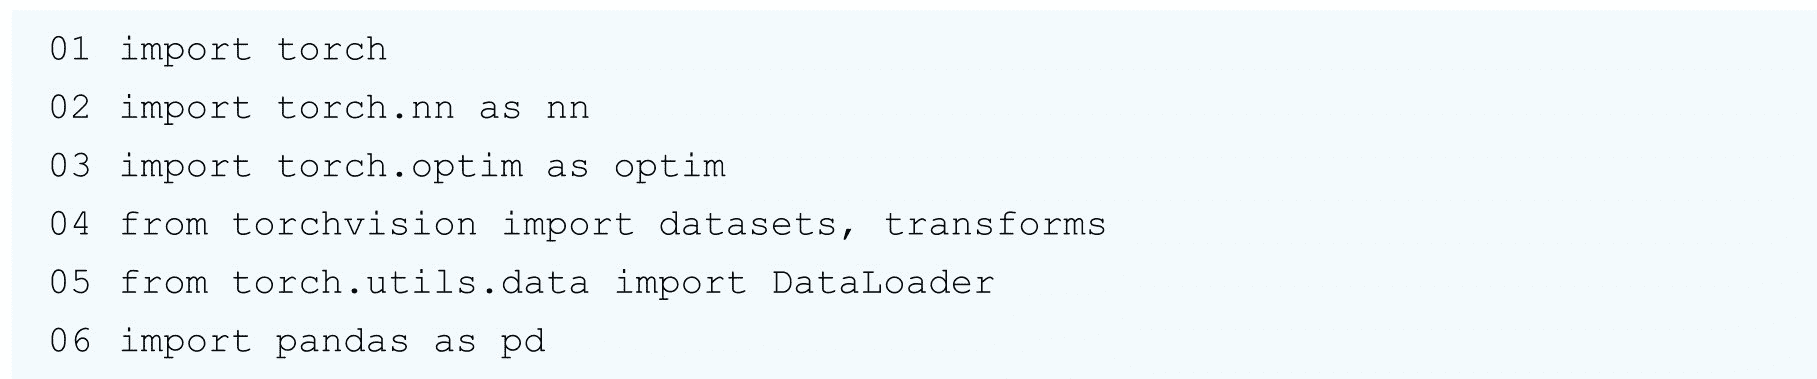 01 import torch
02 import torch.nn as nn
03 import torch.optim as optim
04 from torchvision import datasets, transforms
05 from torch.utils.data import DataLoader
06 import pandas as pd